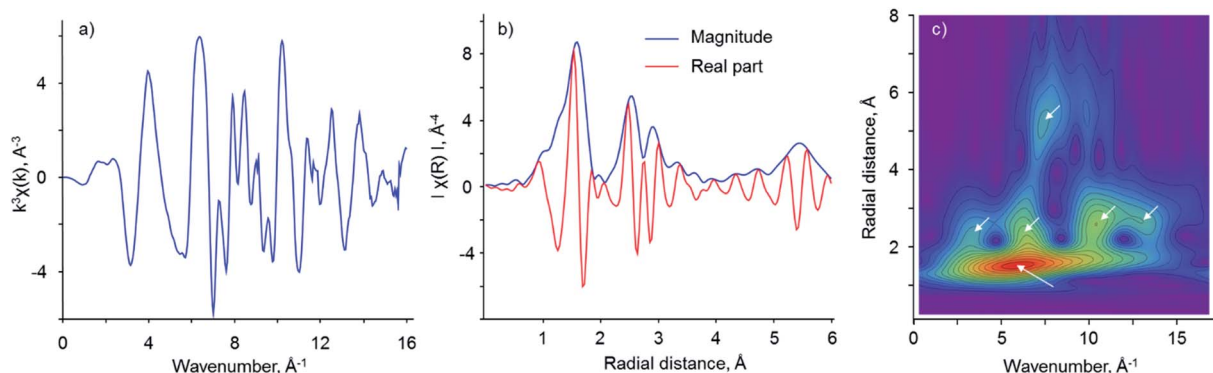 a)
k³χ(k), Å⁻³
4
0
-4
0 4 8 12 16
Wavenumber, Å⁻¹
b)
Magnitude
Real part
| χ(R) |, Å⁻⁴
8
4
0
-4
1 2 3 4 5 6
Radial distance, Å
c)
Radial distance, Å
8
6
4
2
0 5 10 15
Wavenumber, Å⁻¹